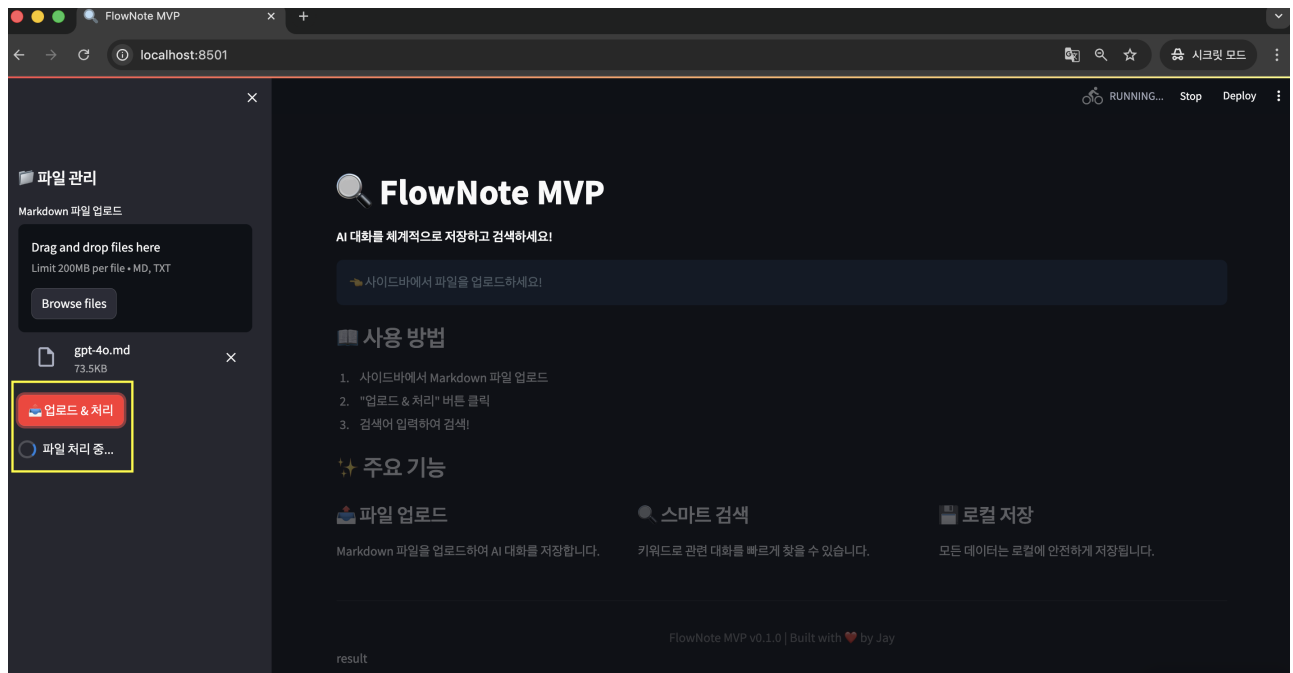 FlowNote MVP
localhost:8501
시크릿 모드
RUNNING...
Stop
Deploy
파일 관리
Markdown 파일 업로드
Drag and drop files here
Limit 200MB per file • MD, TXT
Browse files
gpt-4o.md
73.5KB
업로드 & 처리
파일 처리 중...
FlowNote MVP
AI 대화를 체계적으로 저장하고 검색하세요!
사이드바에서 파일을 업로드하세요!
사용 방법
1. 사이드바에서 Markdown 파일 업로드
2. "업로드 & 처리" 버튼 클릭
3. 검색어 입력하여 검색!
주요 기능
파일 업로드
Markdown 파일을 업로드하여 AI 대화를 저장합니다.
스마트 검색
키워드로 관련 대화를 빠르게 찾을 수 있습니다.
로컬 저장
모든 데이터는 로컬에 안전하게 저장됩니다.
FlowNote MVP v0.1.0 | Built with ❤️ by Jay
result